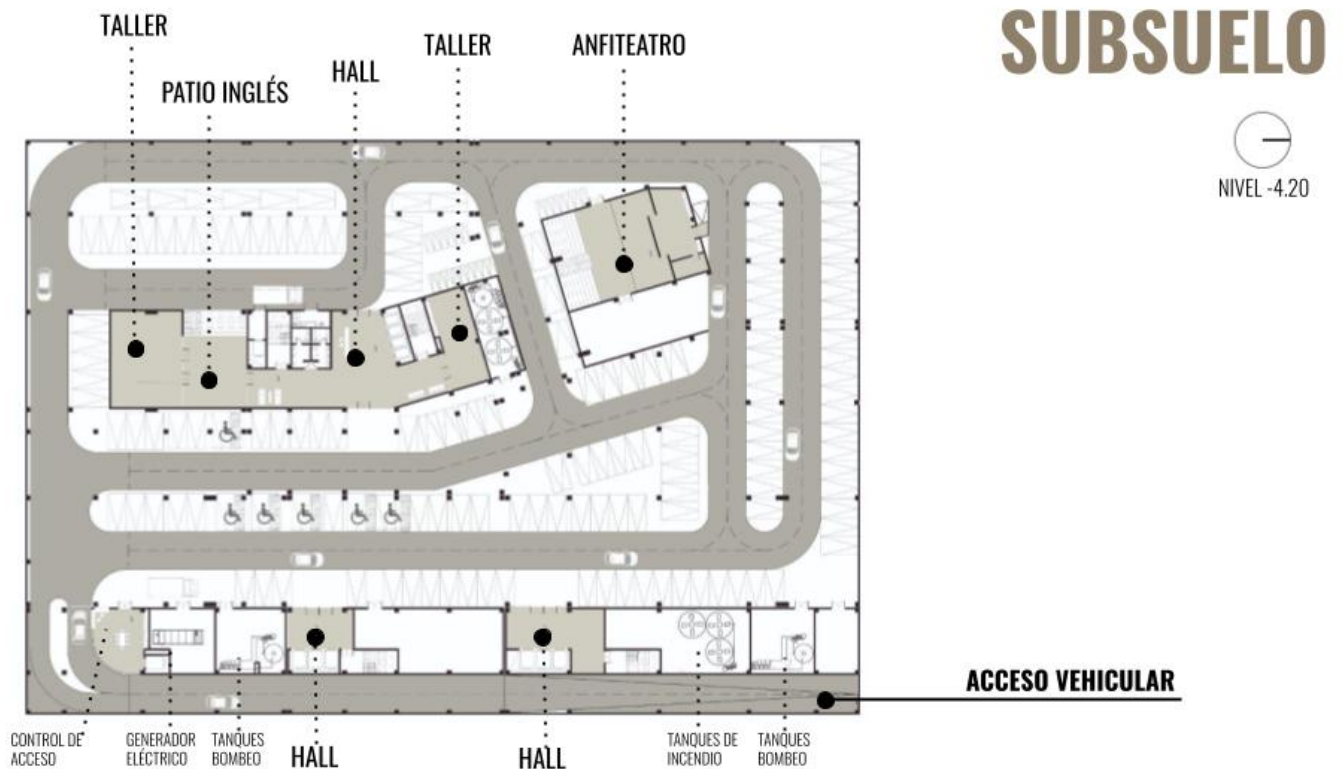 SUBSUELO
TALLER
PATIO INGLÉS
HALL
TALLER
ANFITEATRO
NIVEL -4.20
ACCESO VEHICULAR
CONTROL DE
ACCESO
GENERADOR
ELÉCTRICO
TANQUES
BOMBEO
HALL
HALL
TANQUES DE
INCENDIO
TANQUES
BOMBEO